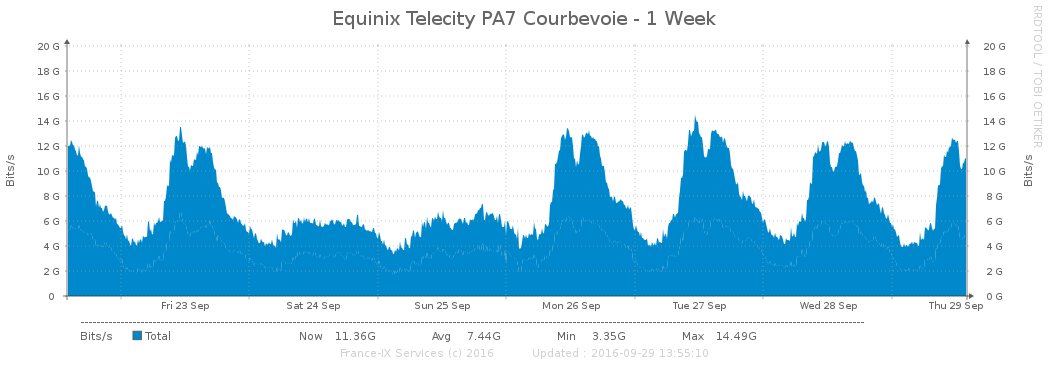 Equinix Telecity PA7 Courbevoie - 1 Week
RRDTOOL / TOBI OETIKER
Bits/s
20 G 20 G
18 G 18 G
16 G 16 G
14 G 14 G
12 G 12 G
10 G 10 G
8 G 8 G
6 G 6 G
4 G 4 G
2 G 2 G
0 0 G
Bits/s
Fri 23 Sep Sat 24 Sep Sun 25 Sep Mon 26 Sep Tue 27 Sep Wed 28 Sep Thu 29 Sep
Bits/s Total Now 11.36G Avg 7.44G Min 3.35G Max 14.49G
France-IX Services (c) 2016 Updated : 2016-09-29 13:55:10